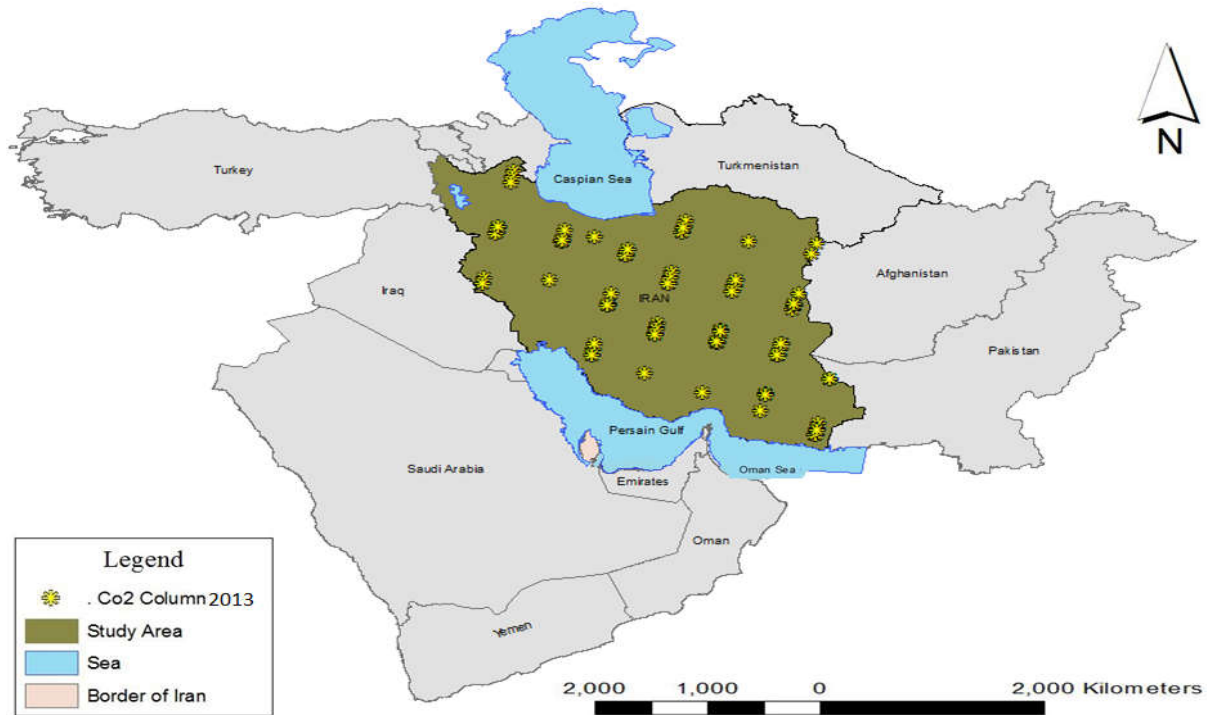 N
Turkey
Caspian Sea
Turkmenistan
Iraq
IRAN
Afghanistan
Pakistan
Persain Gulf
Saudi Arabia
Emirates
Oman Sea
Oman
Yemen
Legend
. Co2 Column 2013
Study Area
Sea
Border of Iran
2,000 1,000 0 2,000 Kilometers